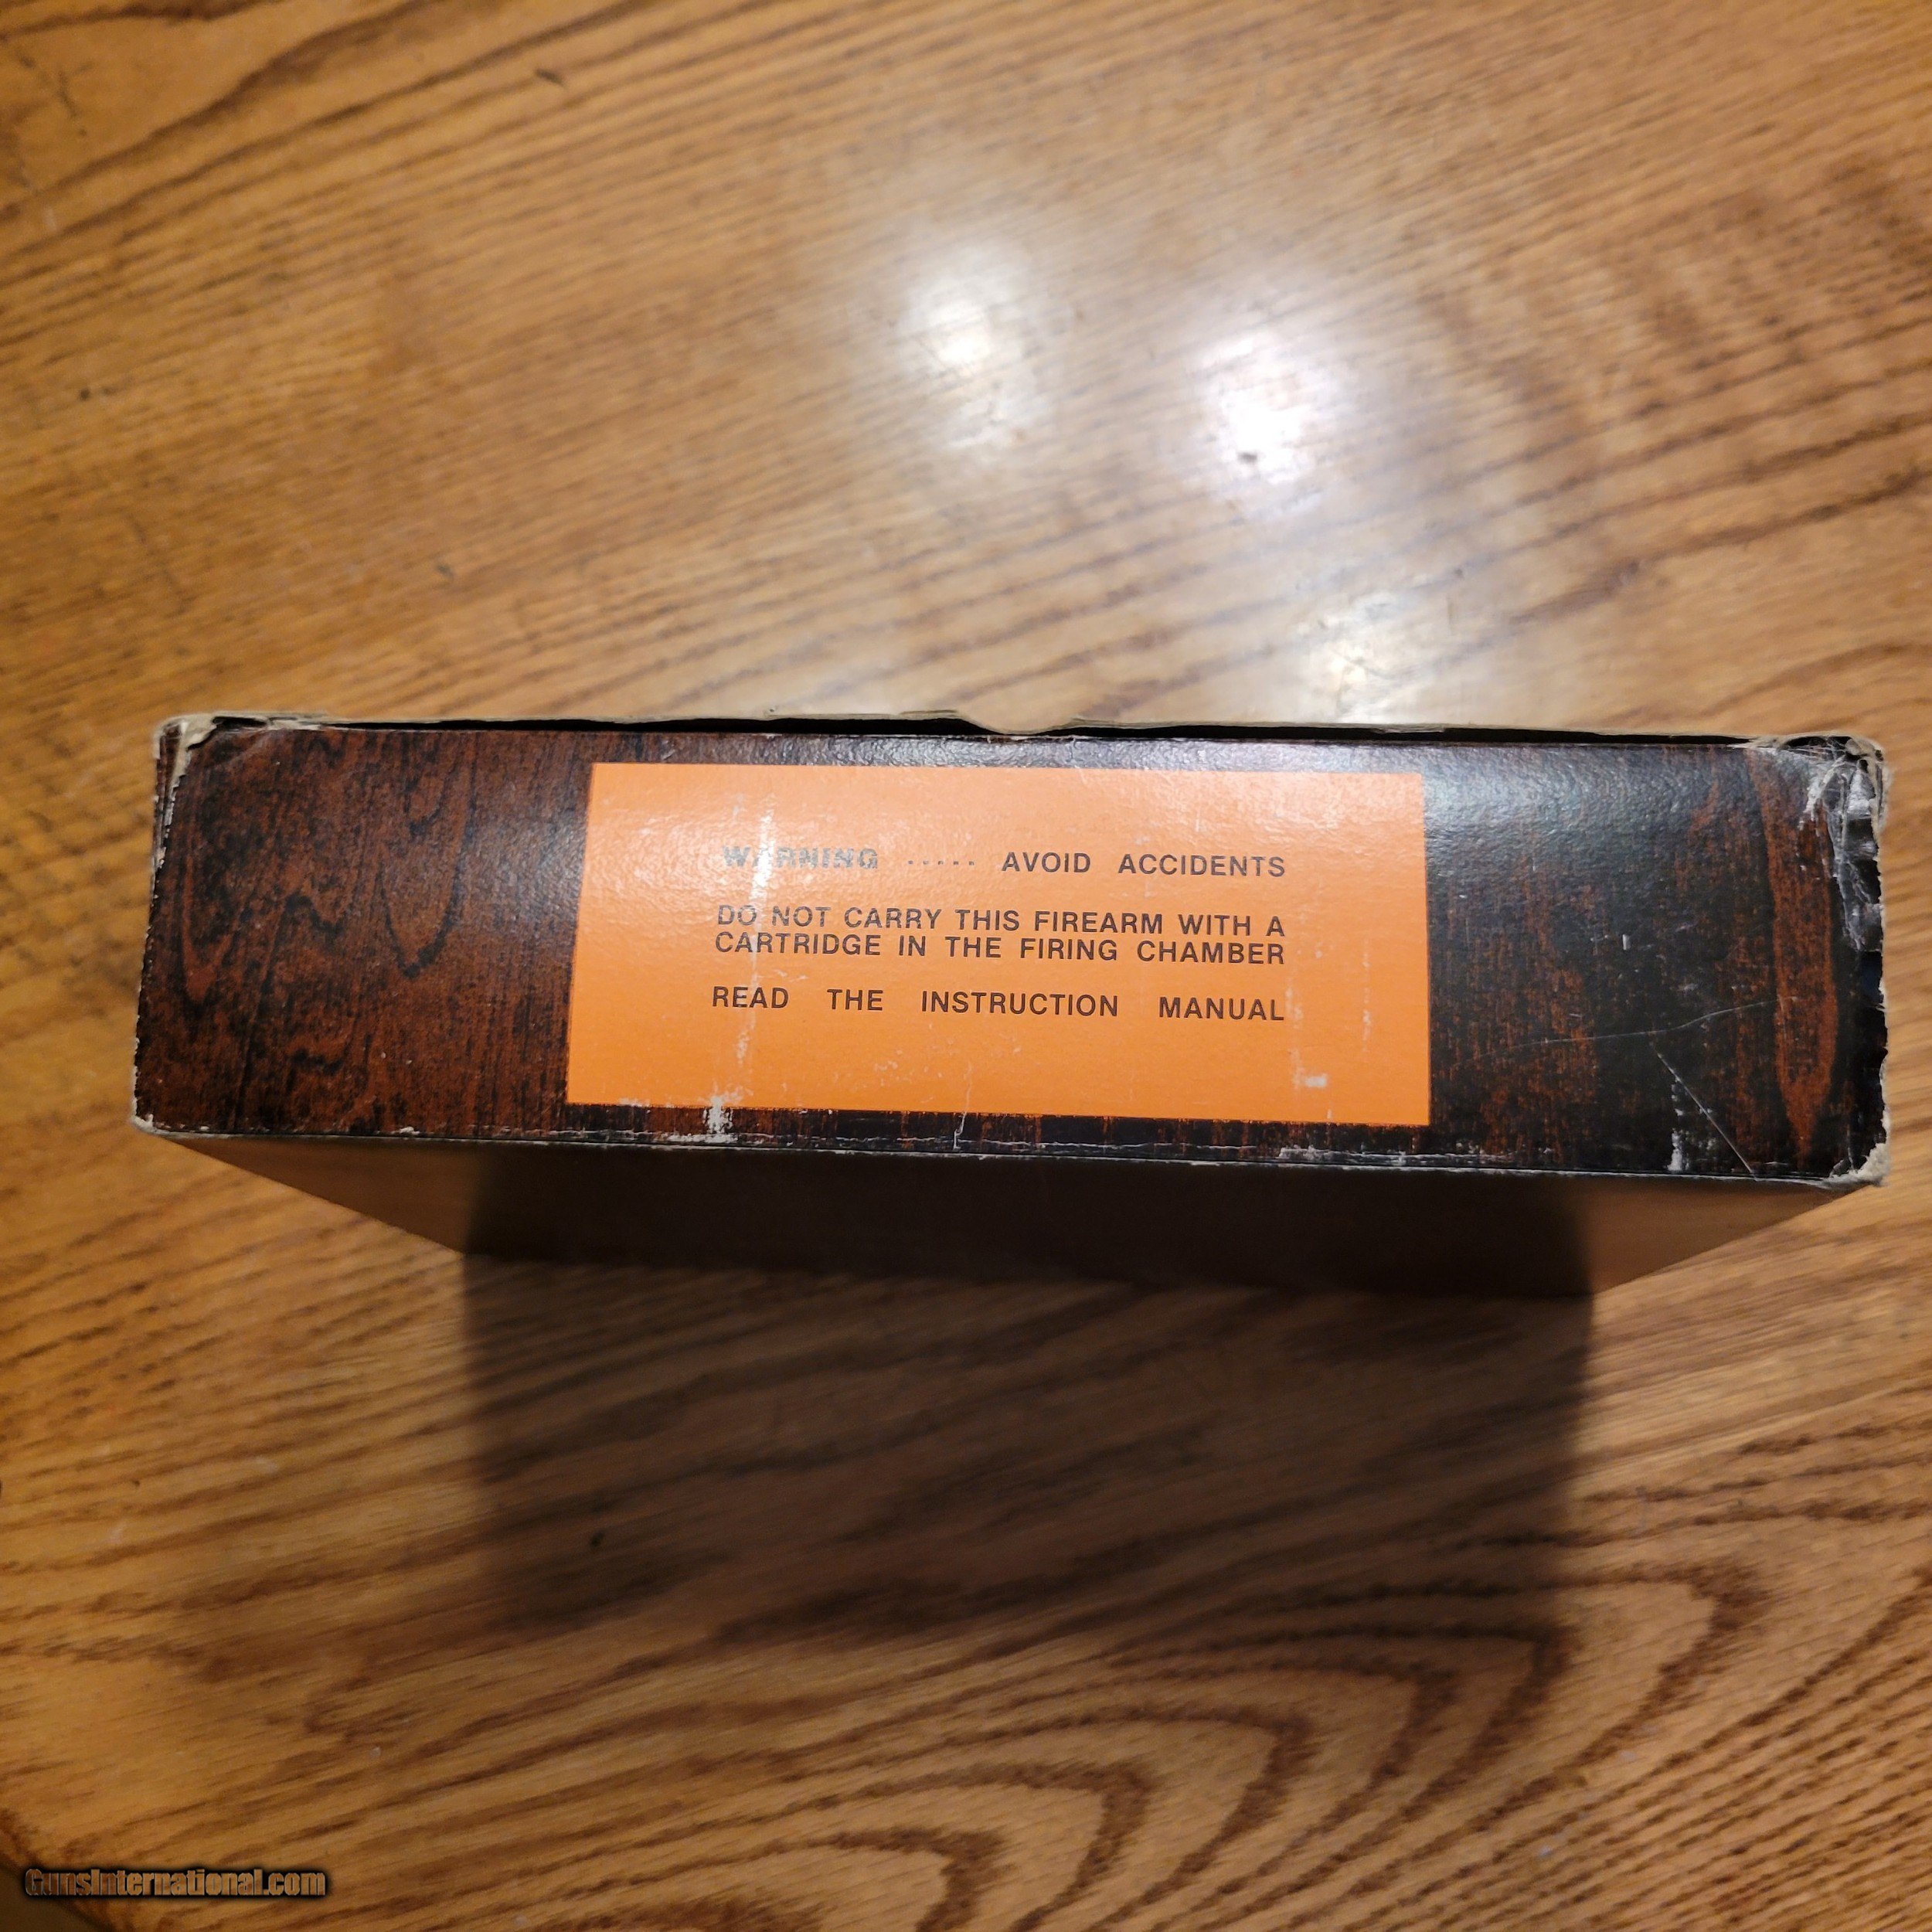 WARNING ..... AVOID ACCIDENTS
DO NOT CARRY THIS FIREARM WITH A
CARTRIDGE IN THE FIRING CHAMBER
READ THE INSTRUCTION MANUAL
GunsInternational.com